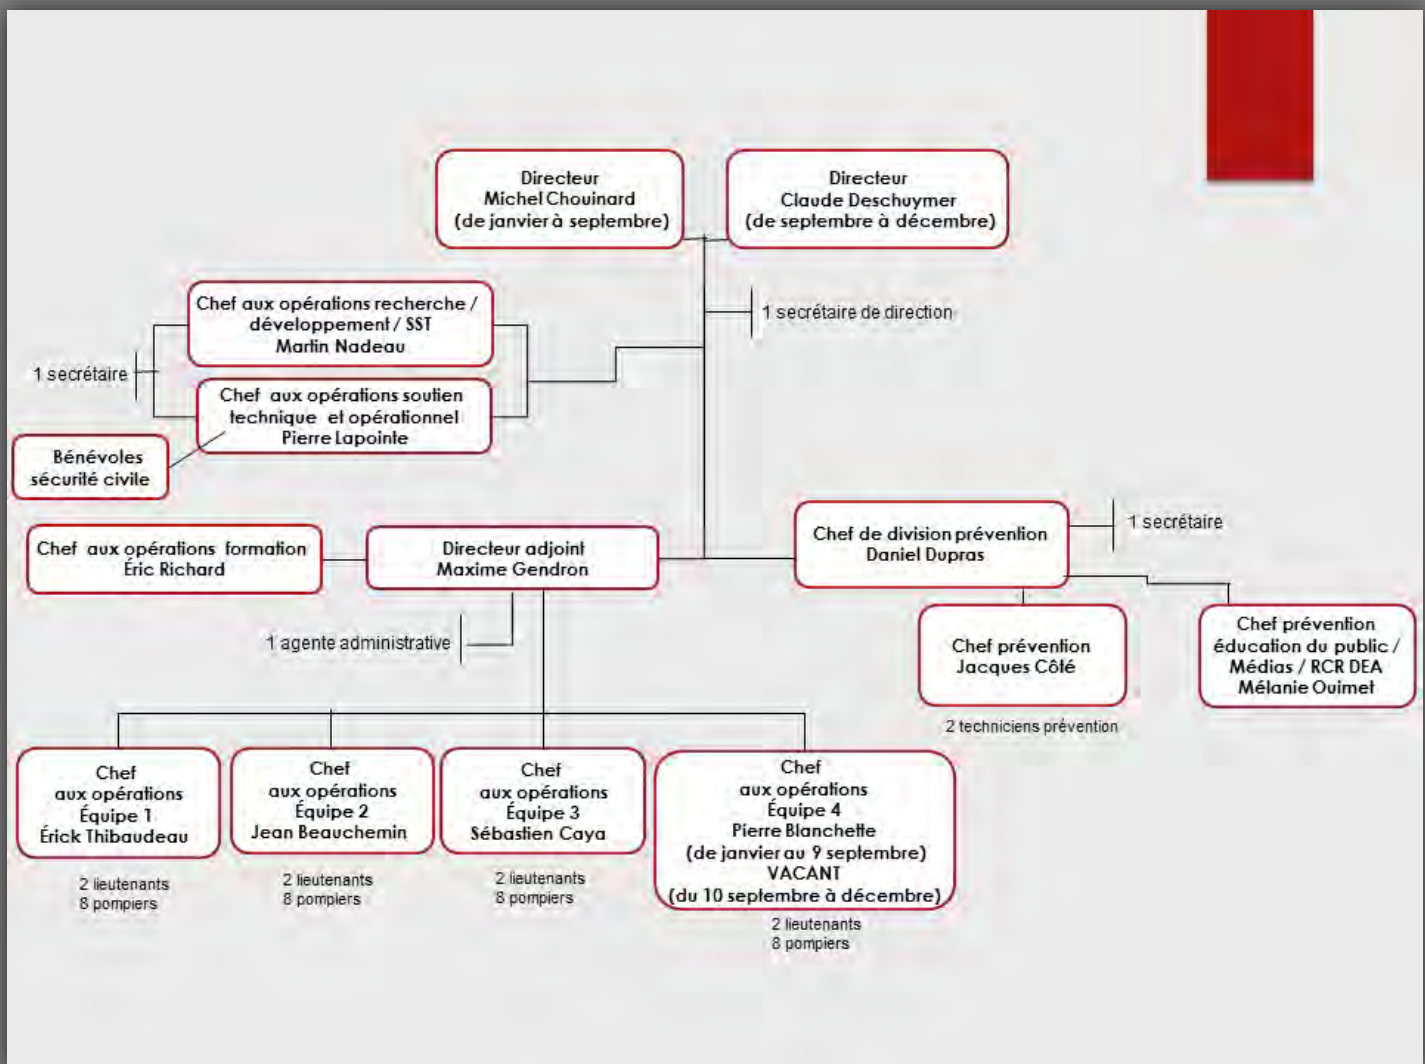 Directeur
Michel Chouinard
(de janvier à septembre)
Directeur
Claude Deschuymer
(de septembre à décembre)
1 secrétaire de direction
Chef aux opérations recherche /
développement / SST
Martin Nadeau
1 secrétaire
Chef aux opérations soutien
technique et opérationnel
Pierre Lapointe
Bénévoles
sécurité civile
Chef aux opérations formation
Éric Richard
Directeur adjoint
Maxime Gendron
Chef de division prévention
Daniel Dupras
1 secrétaire
1 agente administrative
Chef prévention
Jacques Côté
2 techniciens prévention
Chef prévention
éducation du public /
Médias / RCR DEA
Mélanie Ouimet
Chef
aux opérations
Équipe 1
Érick Thibaudeau
2 lieutenants
8 pompiers
Chef
aux opérations
Équipe 2
Jean Beauchemin
2 lieutenants
8 pompiers
Chef
aux opérations
Équipe 3
Sébastien Caya
2 lieutenants
8 pompiers
Chef
aux opérations
Équipe 4
Pierre Blanchette
(de janvier au 9 septembre)
VACANT
(du 10 septembre à décembre)
2 lieutenants
8 pompiers